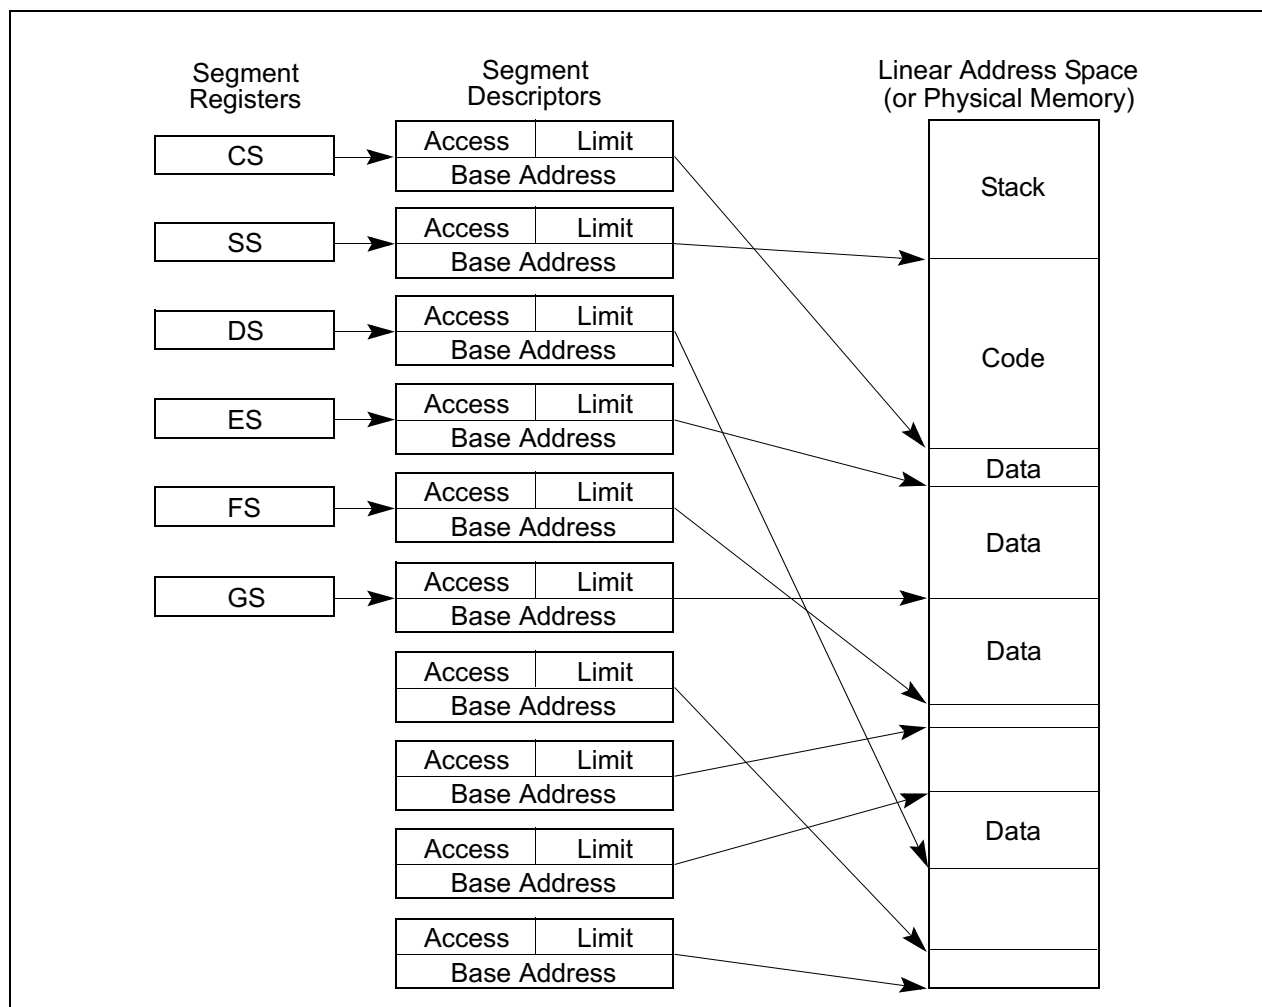 Segment
Registers
Segment
Descriptors
Linear Address Space
(or Physical Memory)
CS
Access Limit
Base Address
Stack
SS
Access Limit
Base Address
DS
Access Limit
Base Address
Code
ES
Access Limit
Base Address
Data
FS
Access Limit
Base Address
Data
GS
Access Limit
Base Address
Data
Access Limit
Base Address
Access Limit
Base Address
Access Limit
Base Address
Data
Access Limit
Base Address